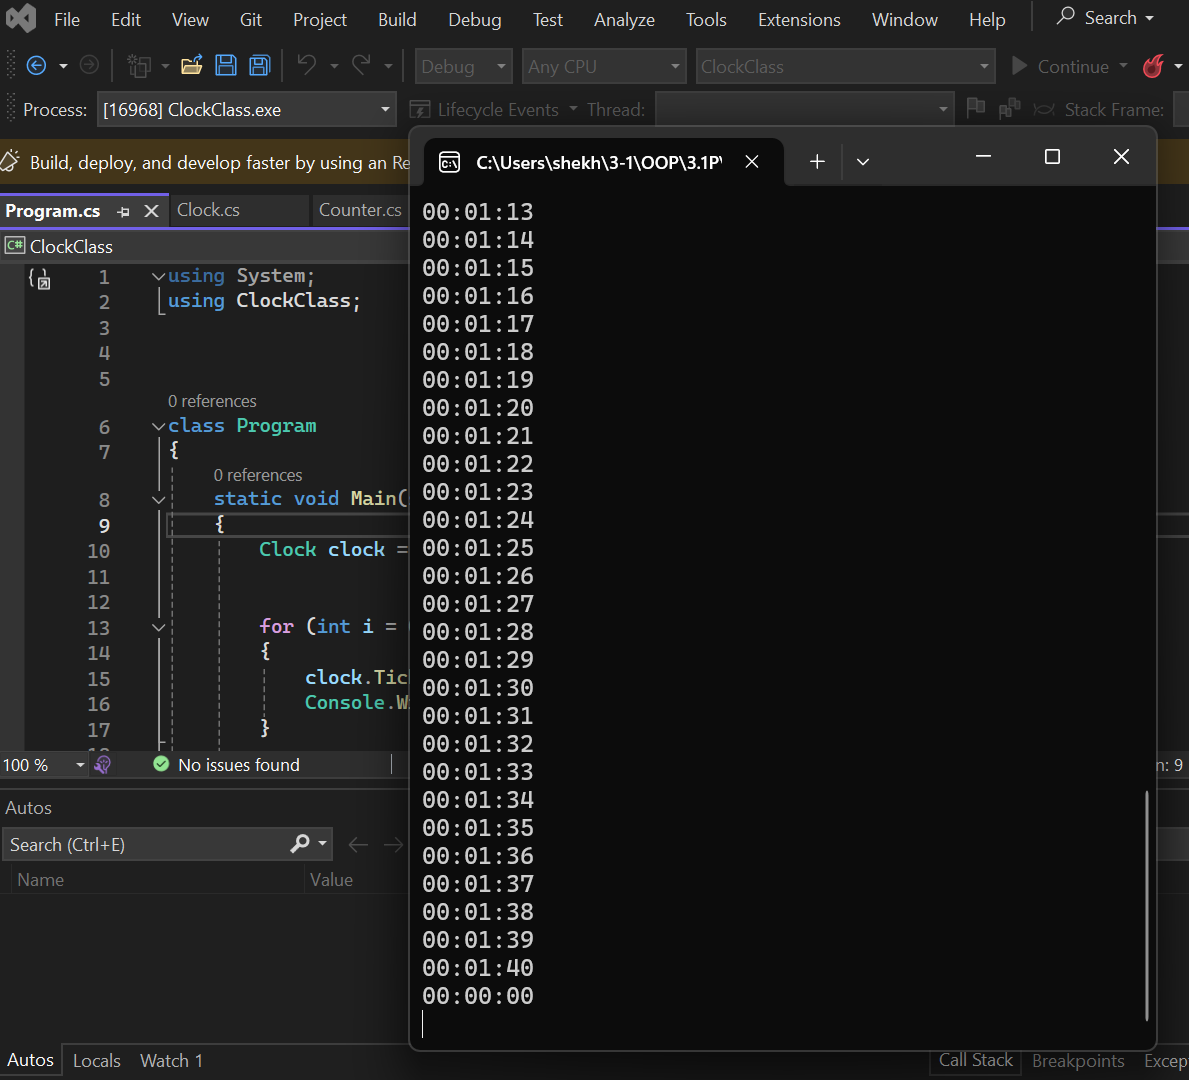 File Edit View Git Project Build Debug Test Analyze Tools Extensions Window Help Search
Debug Any CPU ClockClass Continue
Process: [16968] ClockClass.exe Lifecycle Events Thread: Stack Frame:
Build, deploy, and develop faster by using an Re
C:\Users\shekh\3-1\OOP\3.1P\
Program.cs Clock.cs Counter.cs
C# ClockClass
1 using System;
2 using ClockClass;
3
4
5
0 references
6 class Program
7 {
0 references
8 static void Main(
9 {
10 Clock clock =
11
12
13 for (int i =
14 {
15 clock.Tic
16 Console.W
17 }
100 % No issues found
n: 9
Autos
Search (Ctrl+E)
Name Value
Autos Locals Watch 1
Call Stack Breakpoints Excep
00:01:13
00:01:14
00:01:15
00:01:16
00:01:17
00:01:18
00:01:19
00:01:20
00:01:21
00:01:22
00:01:23
00:01:24
00:01:25
00:01:26
00:01:27
00:01:28
00:01:29
00:01:30
00:01:31
00:01:32
00:01:33
00:01:34
00:01:35
00:01:36
00:01:37
00:01:38
00:01:39
00:01:40
00:00:00